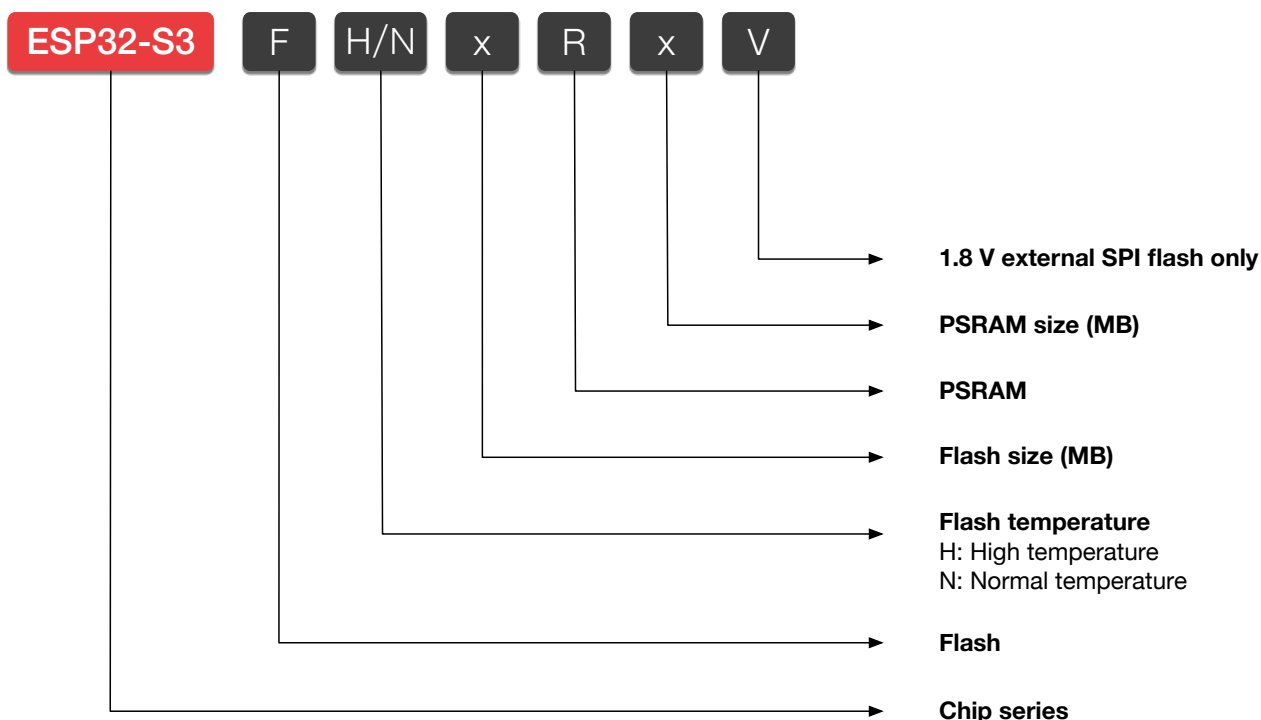 ESP32-S3 F H/N x R x V
1.8 V external SPI flash only
PSRAM size (MB)
PSRAM
Flash size (MB)
Flash temperature
H: High temperature
N: Normal temperature
Flash
Chip series